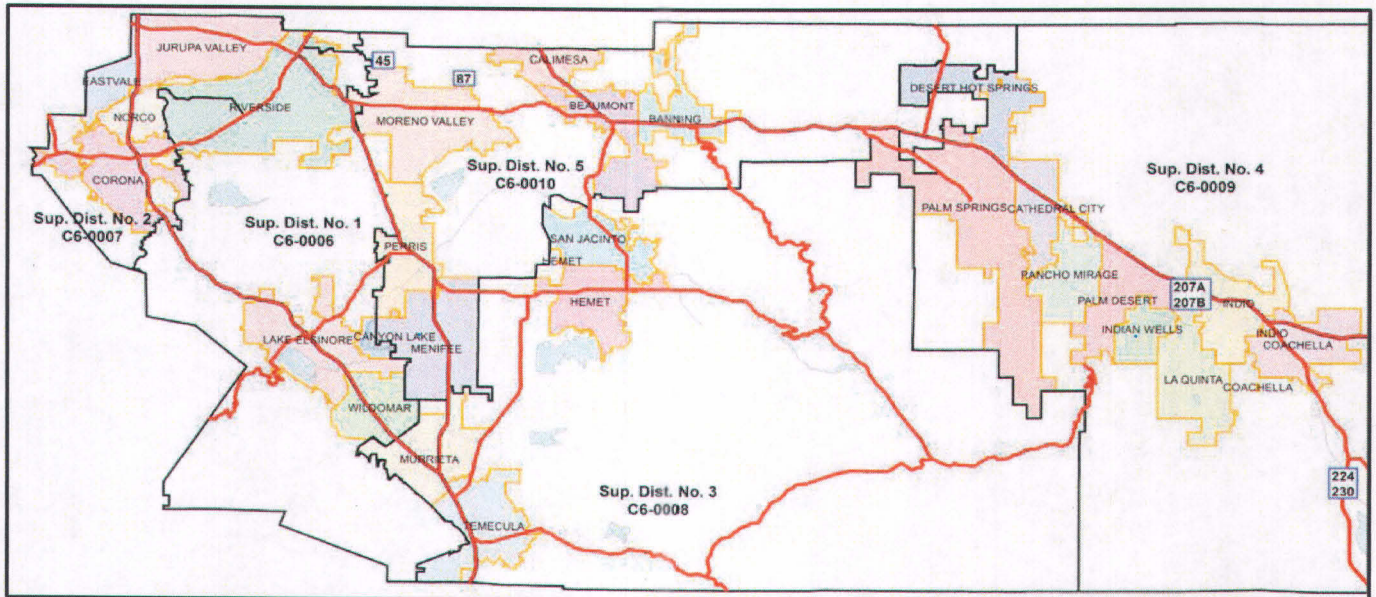 JURUPA VALLEY
EASTVALE
NORCO
RIVERSIDE
45
87
MORENO VALLEY
CALIMESA
BEAUMONT
BANNING
DESERT HOT SPRINGS
CORONA
Sup. Dist. No. 2
C6-0007
Sup. Dist. No. 1
C6-0006
Sup. Dist. No. 5
C6-0010
Sup. Dist. No. 4
C6-0009
PERRIS
SAN JACINTO
HEMET
HEMET
PALM SPRINGS
CATHEDRAL CITY
RANCHO MIRAGE
PALM DESERT
207A
207B
INDIO
INDIAN WELLS
INDIO
COACHELLA
LA QUINTA
COACHELLA
LAKE ELSINORE
CANYON LAKE
MENIFEE
WILDOMAR
MURRIETA
TEMECULA
Sup. Dist. No. 3
C6-0008
224
230